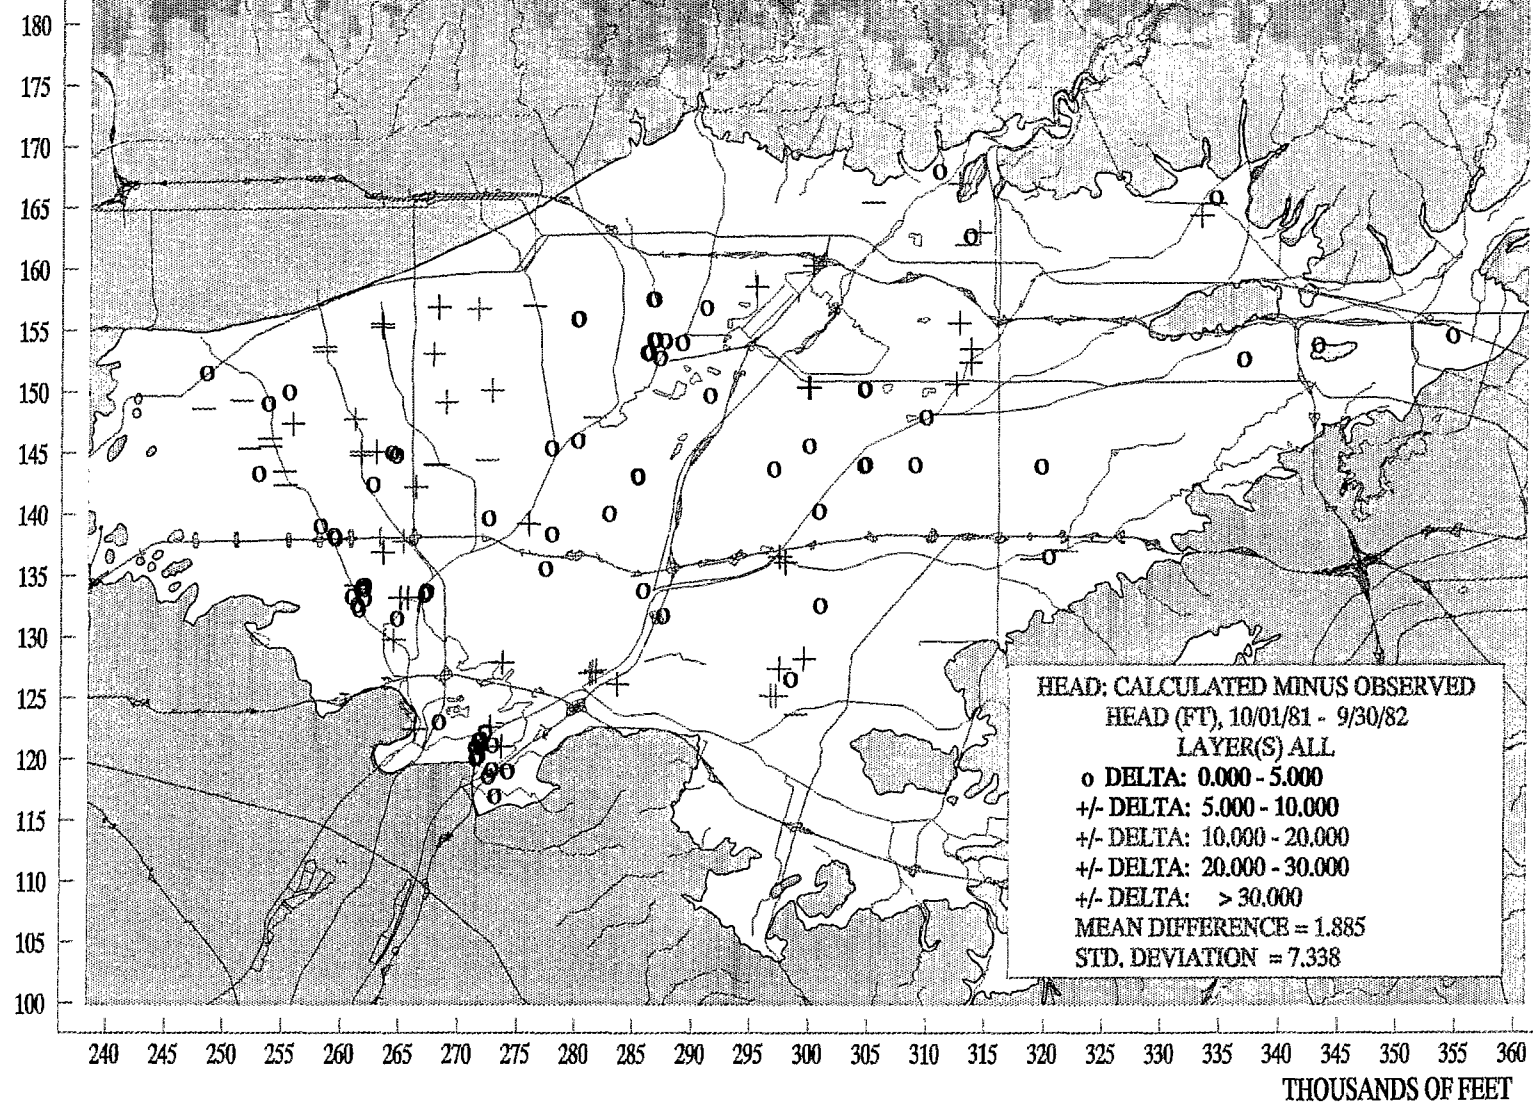 180
175
170
165
160
155
150
145
140
135
130
125
120
115
110
105
100
HEAD: CALCULATED MINUS OBSERVED
HEAD (FT), 10/01/81 - 9/30/82
LAYER(S) ALL
o DELTA: 0.000 - 5.000
+/- DELTA: 5.000 - 10.000
+/- DELTA: 10.000 - 20.000
+/- DELTA: 20.000 - 30.000
+/- DELTA: > 30.000
MEAN DIFFERENCE = 1.885
STD. DEVIATION = 7.338
240 245 250 255 260 265 270 275 280 285 290 295 300 305 310 315 320 325 330 335 340 345 350 355 360
THOUSANDS OF FEET